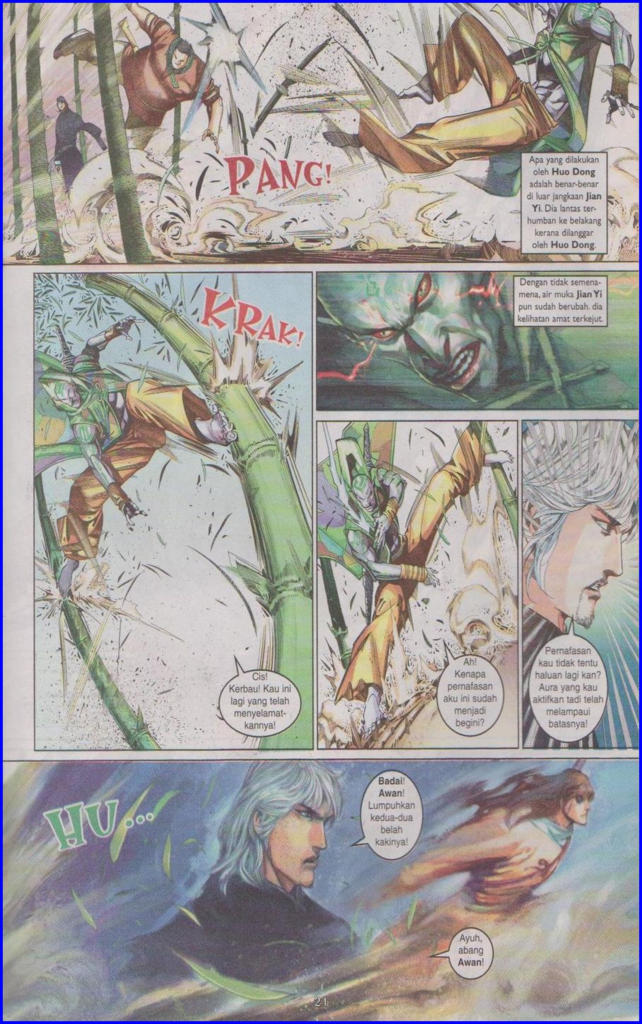 PANG!
Apa yang dilakukan
oleh Huo Dong
adalah benar-benar
di luar jangkaan Jian
Yi. Dia lantas ter-
humban ke belakang
kerana dilanggar
oleh Huo Dong.
KRAK!
Cis!
Kerbau! Kau ini
lagi yang telah
menyelamat-
kannya!
Dengan tidak semena-
mena, air muka Jian Yi
pun sudah berubah. dia
kelihatan amat terkejut.
Ah!
Kenapa
pernafasan
aku ini sudah
menjadi
begini?
Pernafasan
kau tidak tentu
haluan lagi kan?
Aura yang kau
aktifkan tadi telah
melampaui
batasnya!
HU...
Badai!
Awan!
Lumpuhkan
kedua-dua
belah
kakinya!
Ayuh,
abang
Awan!
21